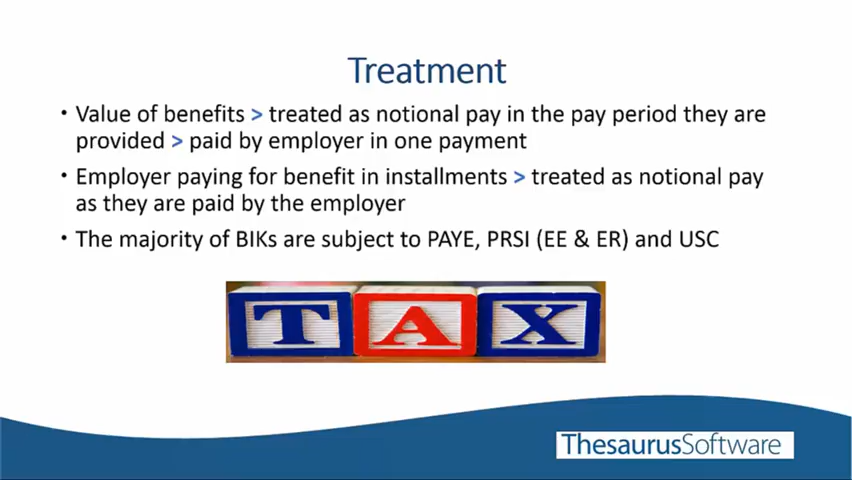 Treatment
• Value of benefits > treated as notional pay in the pay period they are
provided > paid by employer in one payment
• Employer paying for benefit in installments > treated as notional pay
as they are paid by the employer
• The majority of BIKs are subject to PAYE, PRSI (EE & ER) and USC
TAX
ThesaurusSoftware